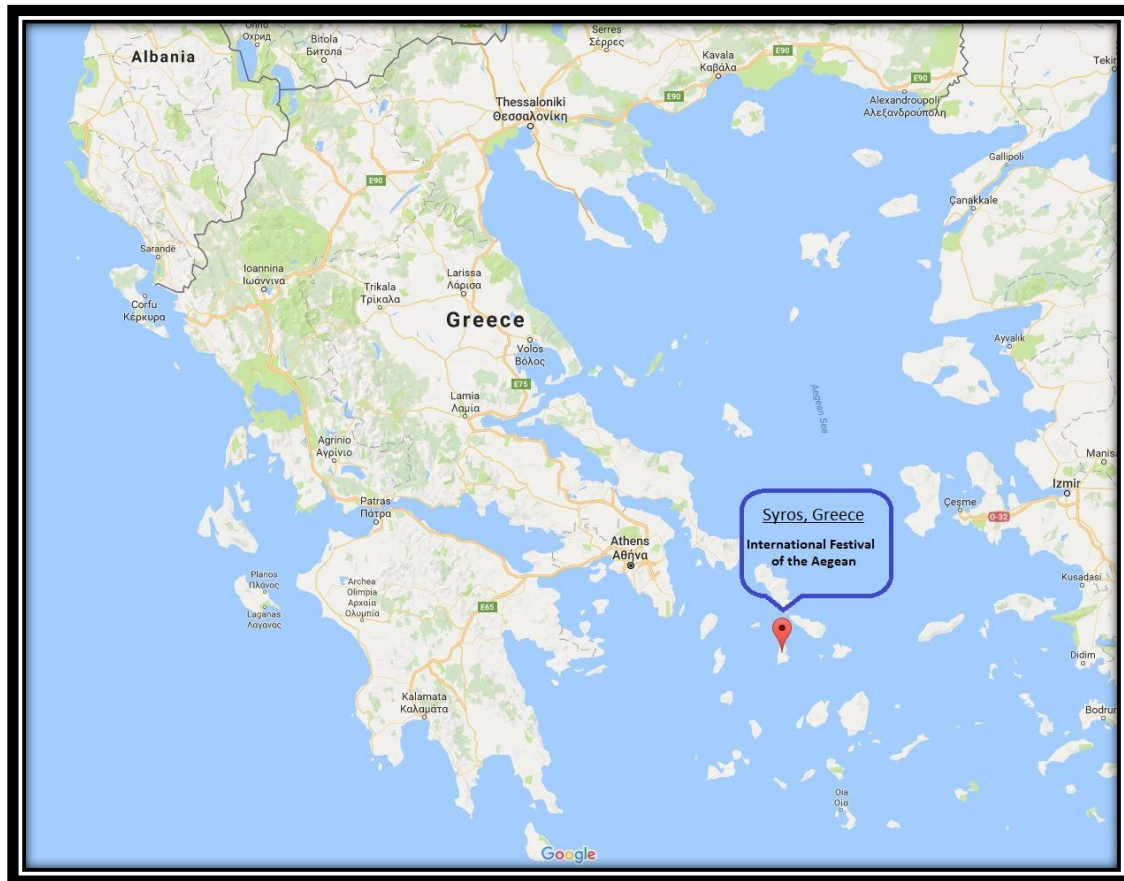 Ohrid
Охрид
Bitola
Битола
Albania
Serres
Σέρρες
Kavala
Καβάλα
E90
Tekir
Thessaloniki
Θεσσαλονίκη
E90
Alexandroupoli
Αλεξανδρούπολη
E90
Gallipoli
Çanakkale
Sarandë
Ioannina
Ιωάννινα
Corfu
Κέρκυρα
Trikala
Τρίκαλα
Larissa
Λάρισα
Greece
Volos
Βόλος
Ayvalık
E75
Lamia
Λαμία
Aegean Sea
Agrinio
Αγρίνιο
Manisa
Izmir
Çeşme
O-32
Patras
Πάτρα
Syros, Greece
International Festival
of the Aegean
Athens
Αθήνα
Planos
Πλάνος
Laganas
Λαγανάς
Archea
Olimpia
Αρχαία
Ολυμπία
E65
Kusadasi
Didim
Kalamata
Καλαμάτα
Bodrum
Oia
Οία
Google